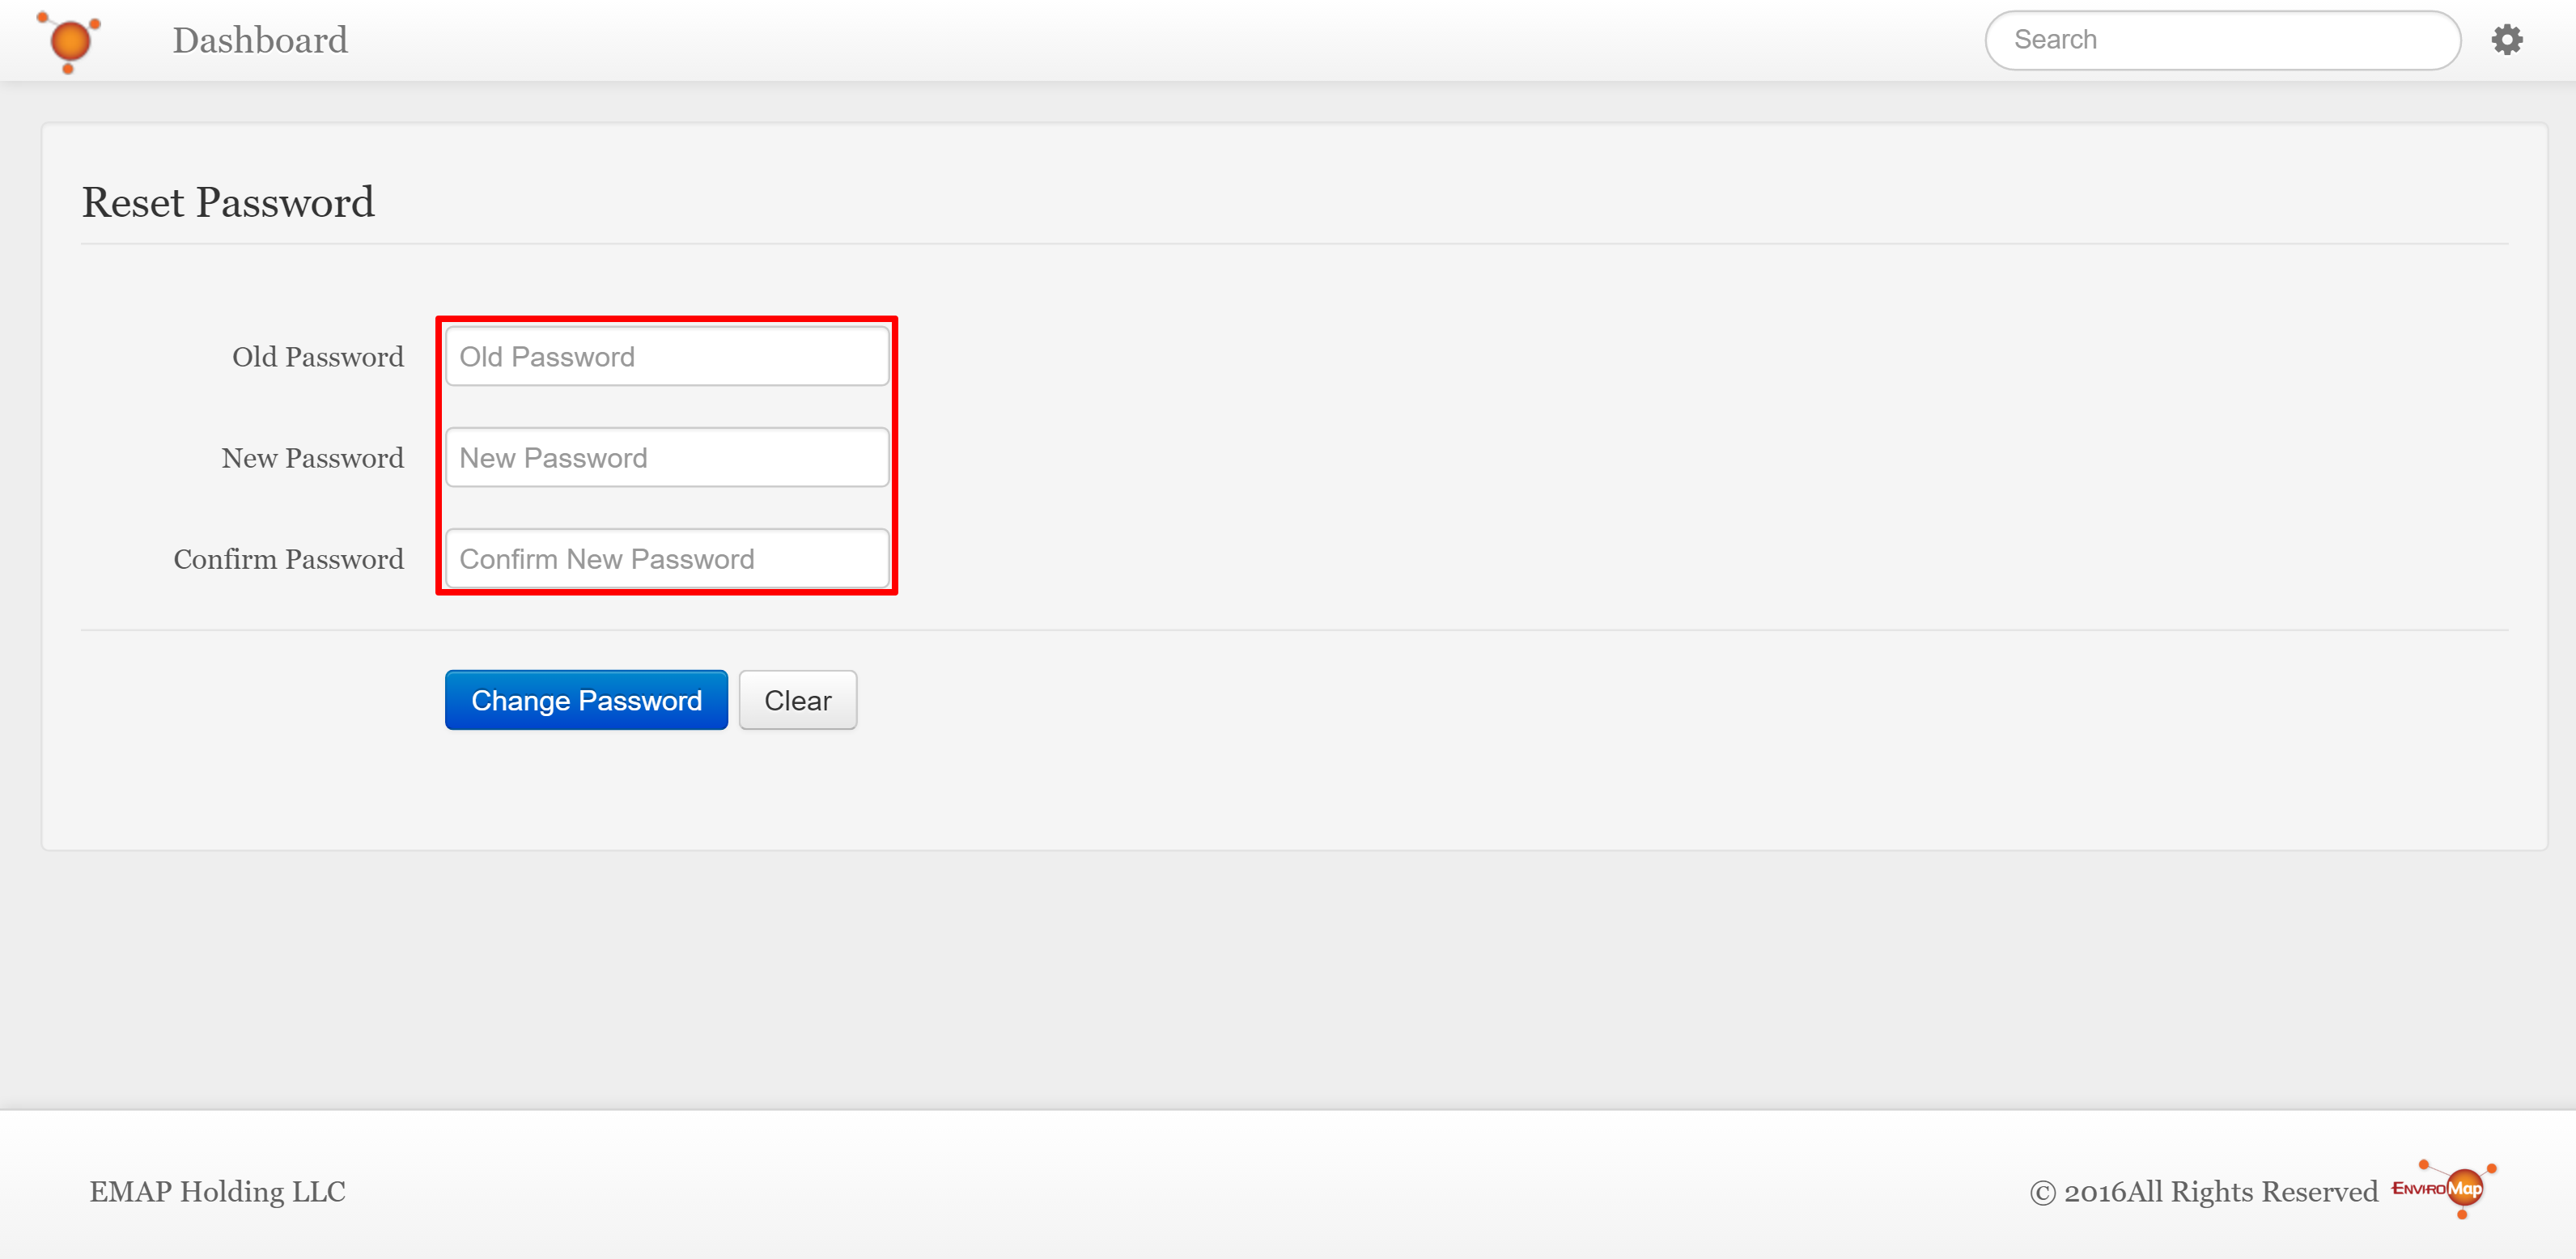 Dashboard
Search
Reset Password
Old Password
Old Password
New Password
New Password
Confirm Password
Confirm New Password
Change Password
Clear
EMAP Holding LLC
© 2016All Rights Reserved
ENVIROMap